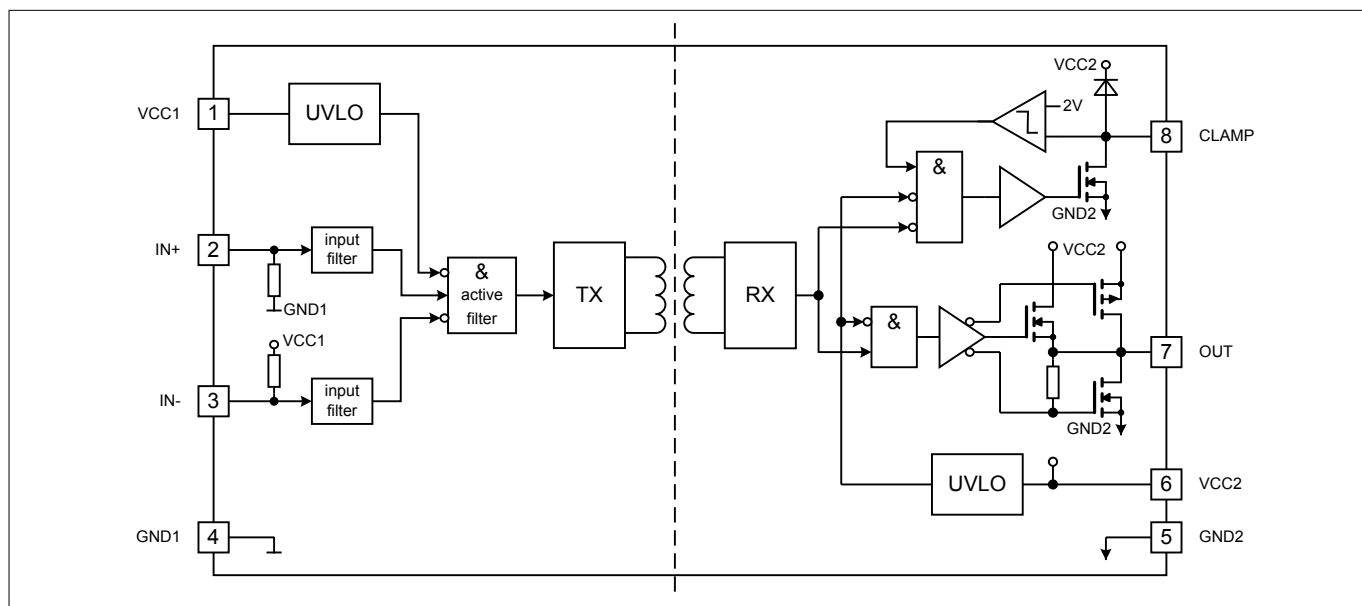 VCC1
1
UVLO
IN+
2
input
filter
GND1
VCC1
IN-
3
input
filter
GND1
4
&
active
filter
TX
RX
VCC2
2V
8
CLAMP
&
GND2
VCC2
&
7
OUT
GND2
UVLO
6
VCC2
5
GND2